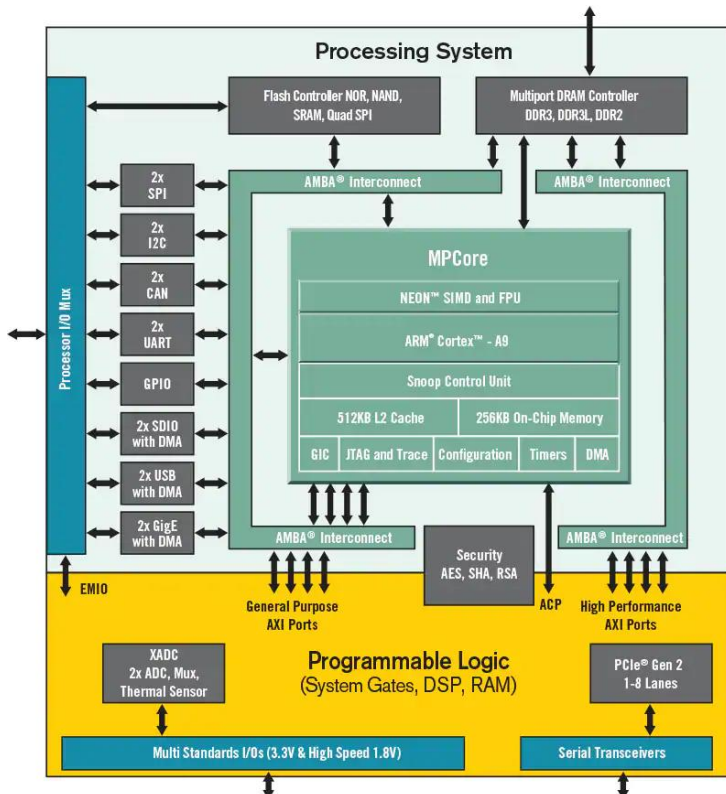 Processing System
Flash Controller NOR, NAND,
SRAM, Quad SPI
Multiport DRAM Controller
DDR3, DDR3L, DDR2
Processor I/O Mux
2x
SPI
2x
I2C
2x
CAN
2x
UART
GPIO
2x SDIO
with DMA
2x USB
with DMA
2x GigE
with DMA
AMBA® Interconnect
AMBA® Interconnect
MPCore
NEON™ SIMD and FPU
ARM® Cortex™ - A9
Snoop Control Unit
512KB L2 Cache
256KB On-Chip Memory
GIC
JTAG and Trace
Configuration
Timers
DMA
AMBA® Interconnect
AMBA® Interconnect
Security
AES, SHA, RSA
EMIO
General Purpose
AXI Ports
ACP
High Performance
AXI Ports
XADC
2x ADC, Mux,
Thermal Sensor
Programmable Logic
(System Gates, DSP, RAM)
PCIe® Gen 2
1-8 Lanes
Multi Standards I/Os (3.3V & High Speed 1.8V)
Serial Transceivers